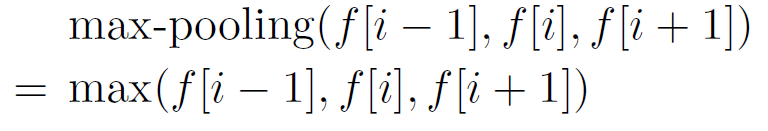 max-pooling(f[i − 1], f[i], f[i + 1])
= max(f[i − 1], f[i], f[i + 1])